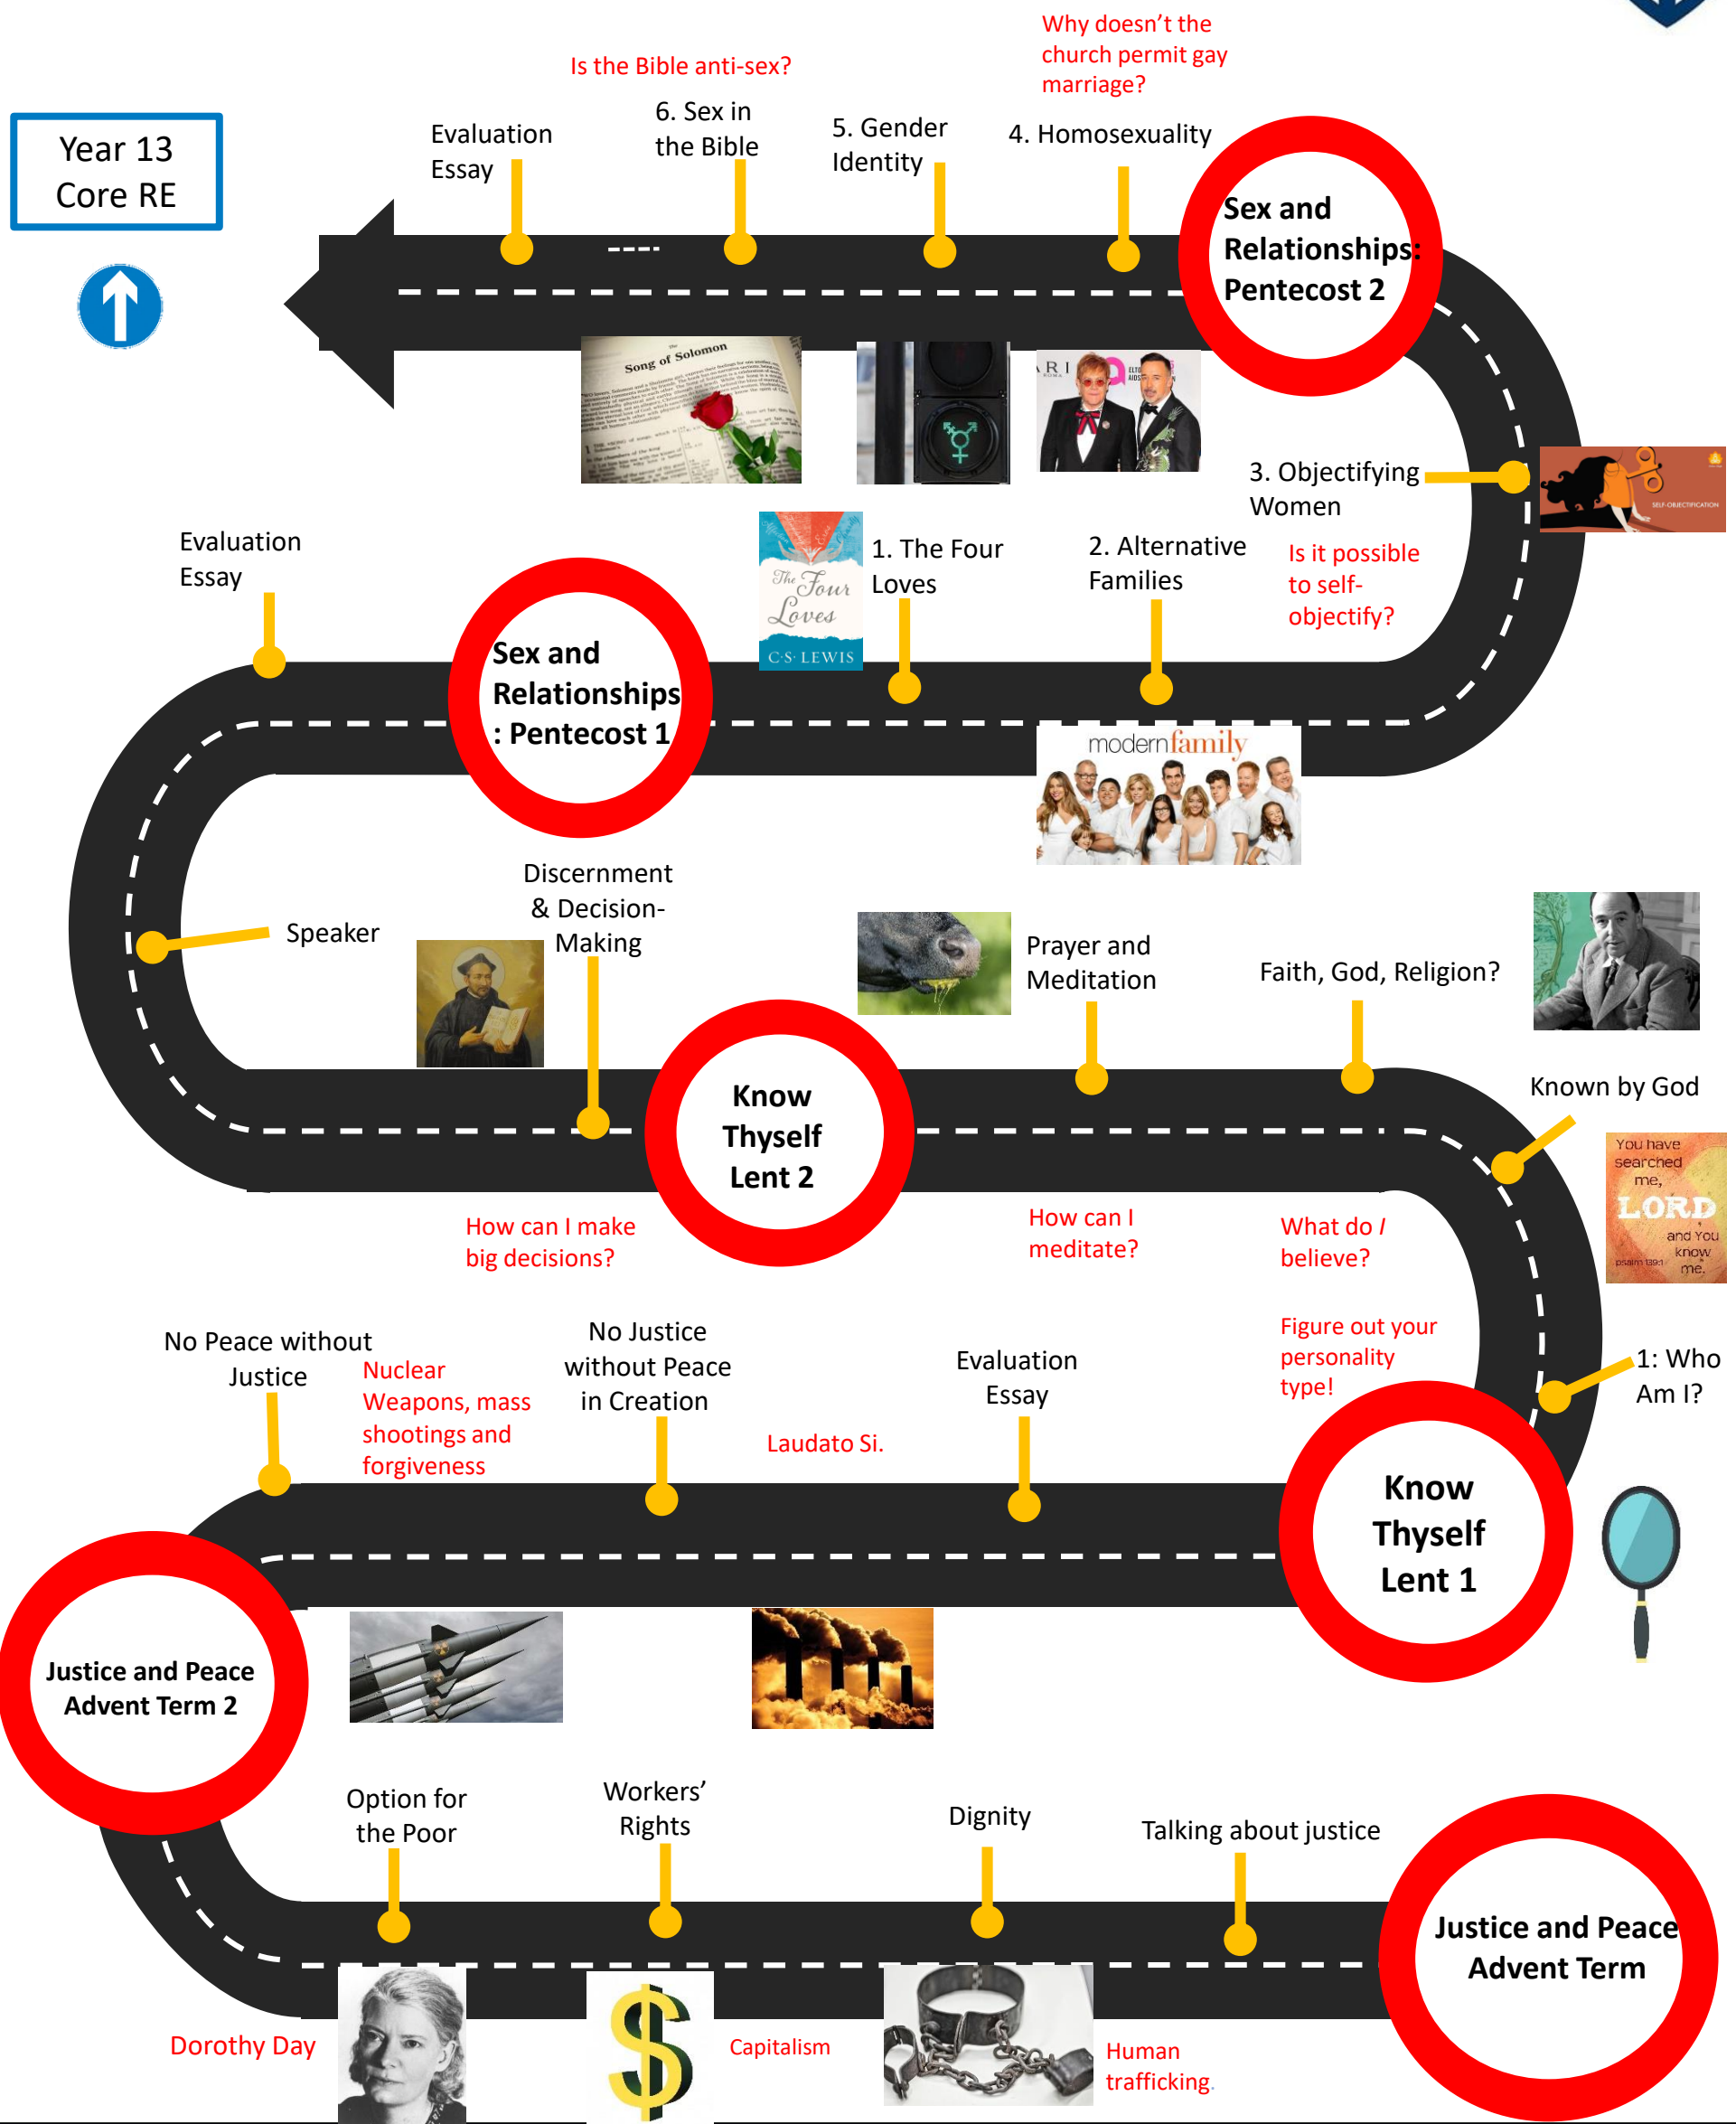 Why doesn't the
church permit gay
marriage?
Is the Bible anti-sex?
Year 13
Core RE
Evaluation
Essay
6. Sex in
the Bible
5. Gender
Identity
4. Homosexuality
Sex and
Relationships:
Pentecost 2
the
Song of Solomon
3. Objectifying
Women
SELF-OBJECTIFICATION
Is it possible
to self-
objectify?
Evaluation
Essay
The
Four
Loves
C·S· LEWIS
1. The Four
Loves
2. Alternative
Families
Sex and
Relationships
: Pentecost 1
modernfamily
Discernment
& Decision-
Making
Speaker
Prayer and
Meditation
Faith, God, Religion?
Know
Thyself
Lent 2
Known by God
You have
searched
me,
LORD
and You
know
me.
psalm 139:1
How can I make
big decisions?
How can I
meditate?
What do I
believe?
No Peace without
Justice
Nuclear
Weapons, mass
shootings and
forgiveness
No Justice
without Peace
in Creation
Laudato Si.
Evaluation
Essay
Figure out your
personality
type!
1: Who
Am I?
Know
Thyself
Lent 1
Justice and Peace
Advent Term 2
Option for
the Poor
Workers'
Rights
Dignity
Talking about justice
Justice and Peace
Advent Term
Dorothy Day
$
Capitalism
Human
trafficking.